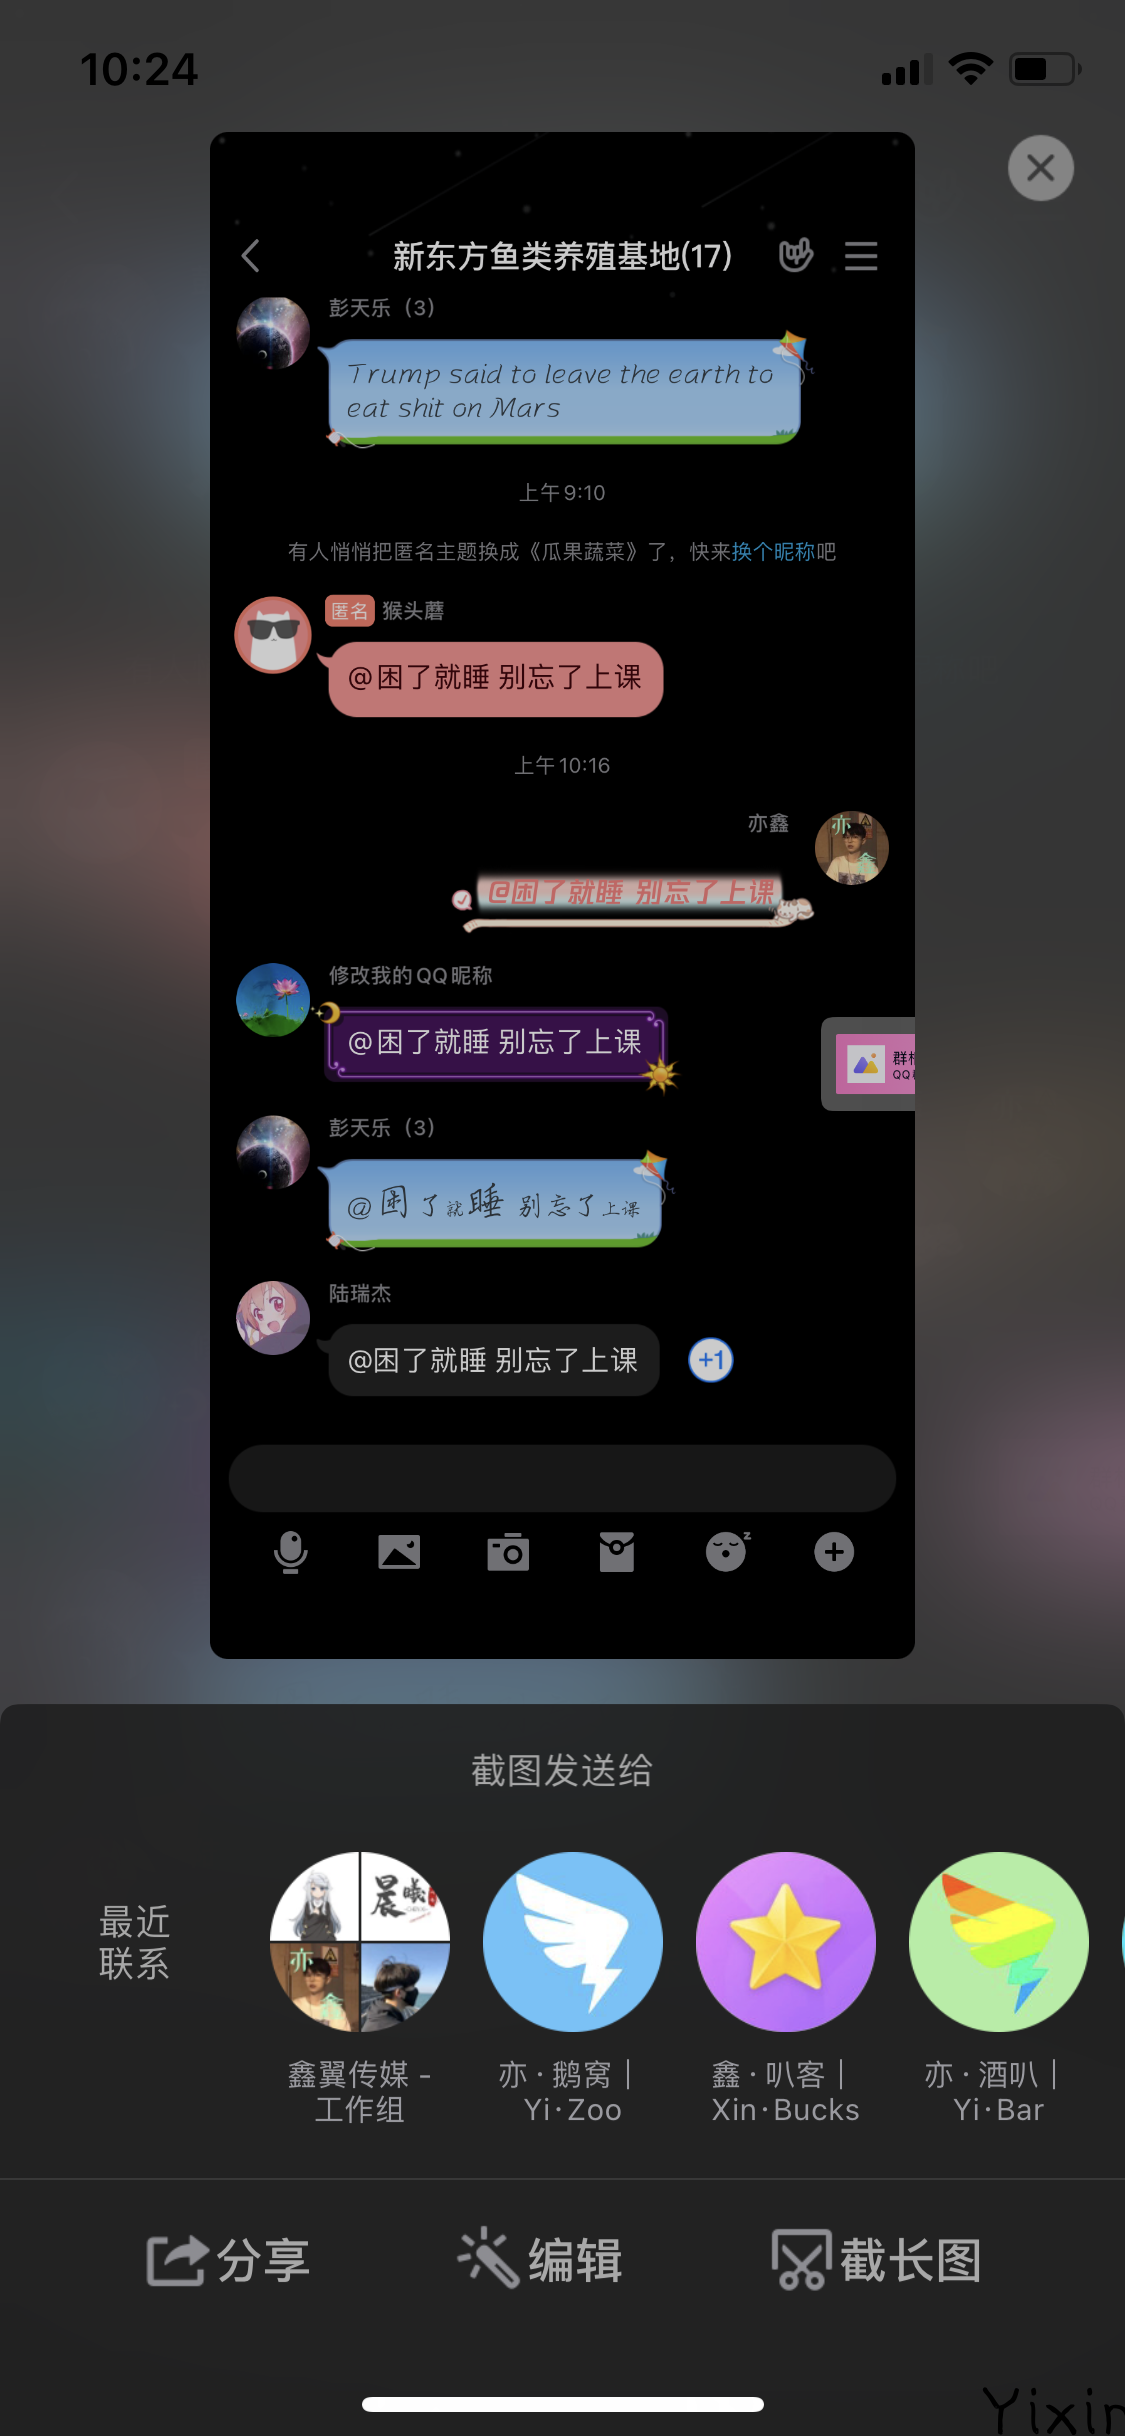 10:24
新东方鱼类养殖基地(17)
彭天乐（3）
Trump said to leave the earth to
eat shit on Mars
上午9:10
有人悄悄把匿名主题换成《瓜果蔬菜》了，快来换个昵称吧
匿名 猴头蘑
@困了就睡 别忘了上课
上午10:16
亦鑫
亦
鑫
@困了就睡 别忘了上课
修改我的QQ昵称
@困了就睡 别忘了上课
群相
QQ
彭天乐（3）
@困了就睡 别忘了上课
陆瑞杰
@困了就睡 别忘了上课
+1
z
截图发送给
最近
联系
晨曦
亦
鑫
鑫翼传媒 -
工作组
亦·鹅窝｜
Yi·Zoo
鑫·叭客｜
Xin·Bucks
亦·酒叭｜
Yi·Bar
分享
编辑
截长图
Yixin